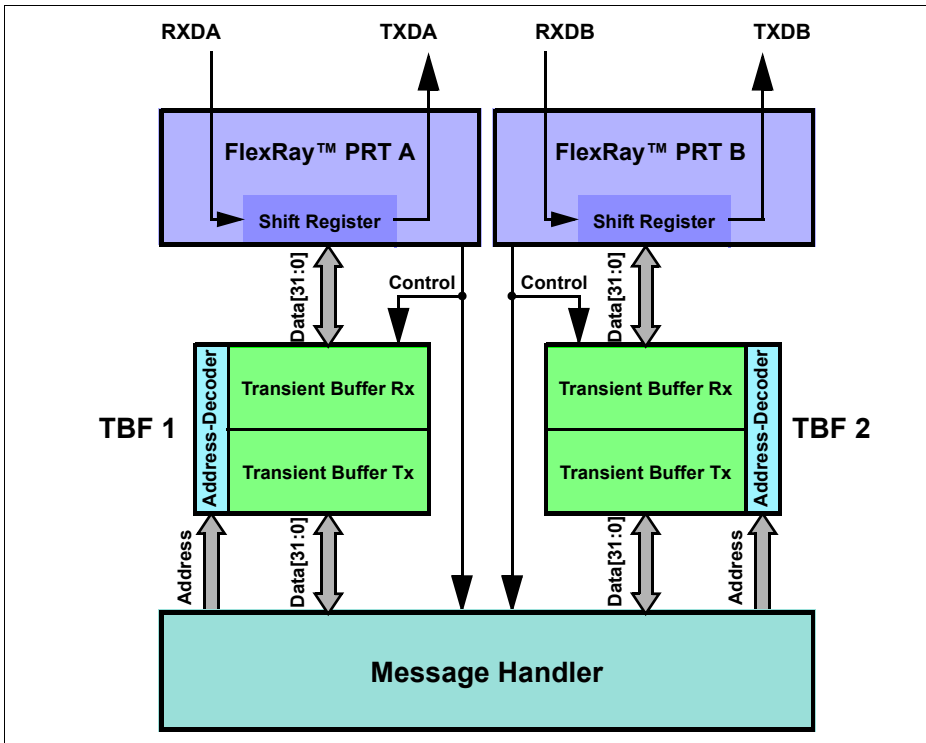 RXDA TXDA RXDB TXDB
FlexRay™ PRT A FlexRay™ PRT B
Shift Register Shift Register
Data[31:0] Control Control Data[31:0]
TBF 1 Address-Decoder Transient Buffer Rx Transient Buffer Rx Address-Decoder TBF 2
Transient Buffer Tx Transient Buffer Tx
Address Data[31:0] Data[31:0] Address
Message Handler